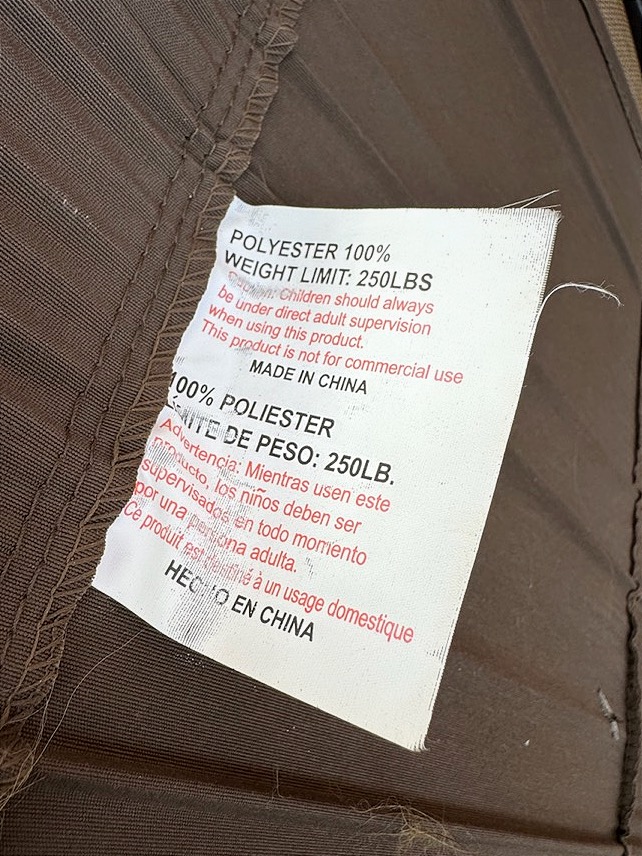 POLYESTER 100%
WEIGHT LIMIT: 250LBS
Caution: Children should always
be under direct adult supervision
when using this product.
This product is not for commercial use
MADE IN CHINA
100% POLIESTER
DE PESO: 250LB.
Advertencia: Mientras usen este
producto, los niños deben ser
supervisados en todo momento
por una persona adulta.
Ce produit est destiné à un usage domestique
HECHO EN CHINA